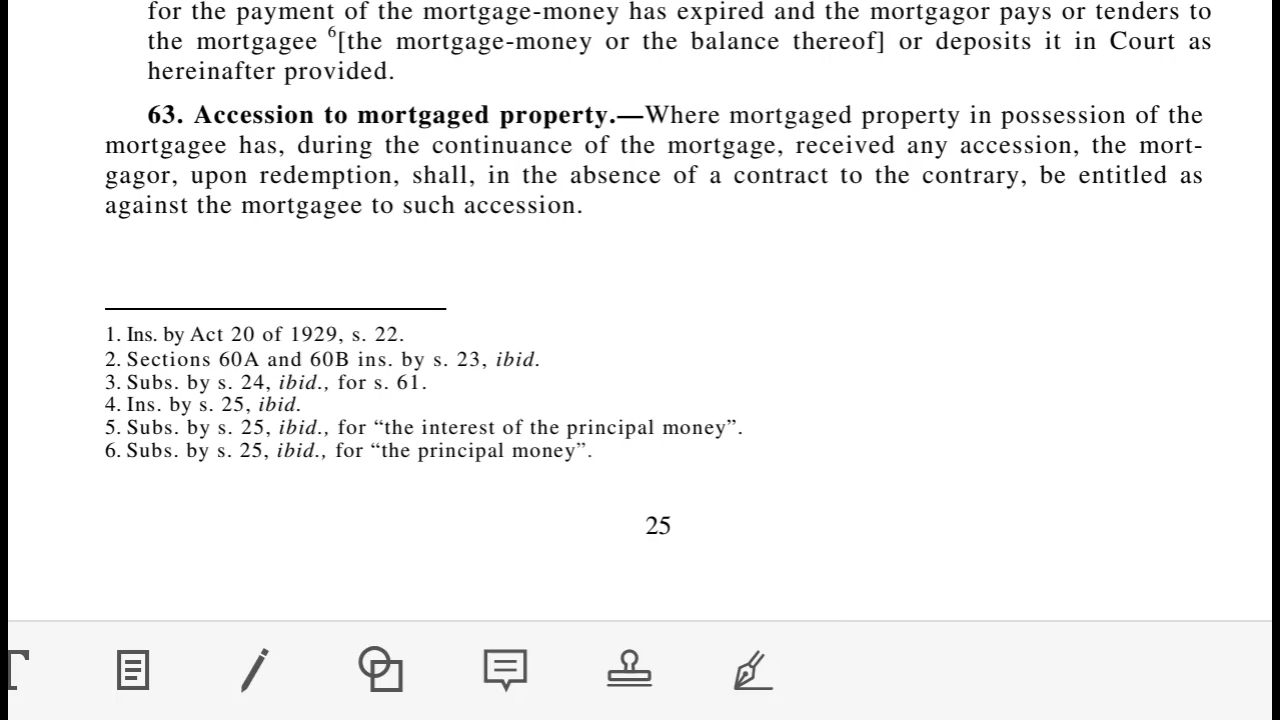 for the payment of the mortgage-money has expired and the mortgagor pays or tenders to
the mortgagee 6[the mortgage-money or the balance thereof] or deposits it in Court as
hereinafter provided.
63. Accession to mortgaged property.—Where mortgaged property in possession of the
mortgagee has, during the continuance of the mortgage, received any accession, the mort-
gagor, upon redemption, shall, in the absence of a contract to the contrary, be entitled as
against the mortgagee to such accession.
1. Ins. by Act 20 of 1929, s. 22.
2. Sections 60A and 60B ins. by s. 23, ibid.
3. Subs. by s. 24, ibid., for s. 61.
4. Ins. by s. 25, ibid.
5. Subs. by s. 25, ibid., for “the interest of the principal money”.
6. Subs. by s. 25, ibid., for “the principal money”.
25